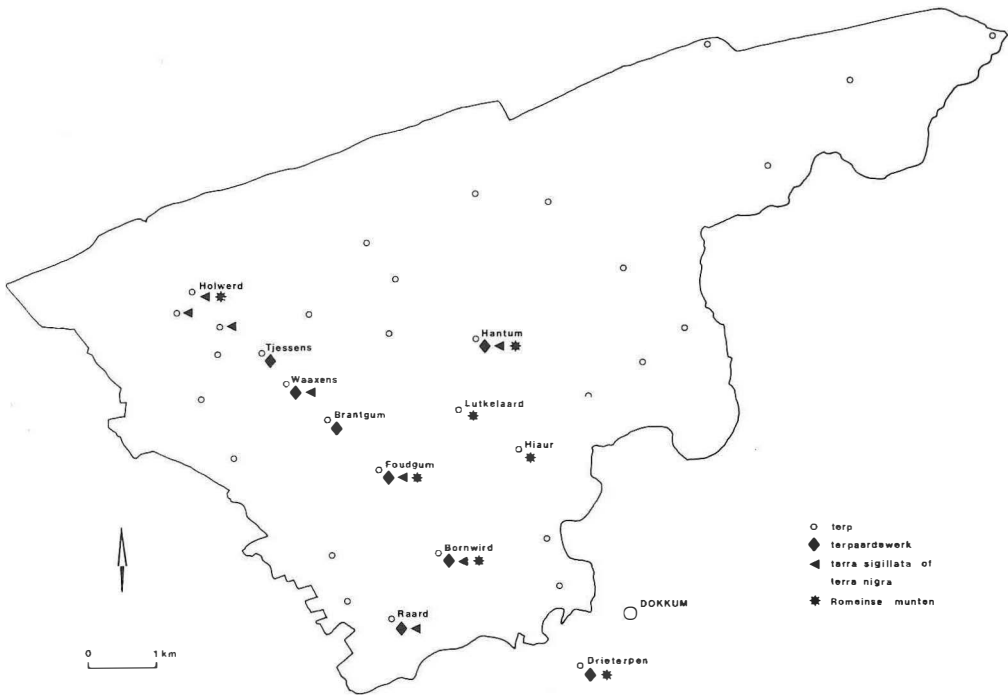 Holwerd
Tjessens
Hantum
Waaxens
Lutkelaard
Brantgum
Hiaur
Foudgum
Bornwird
Raard
DOKKUM
Drieterpen
terp
terpaardewerk
terra sigillata of
terra nigra
Romeinse munten
0 1 km